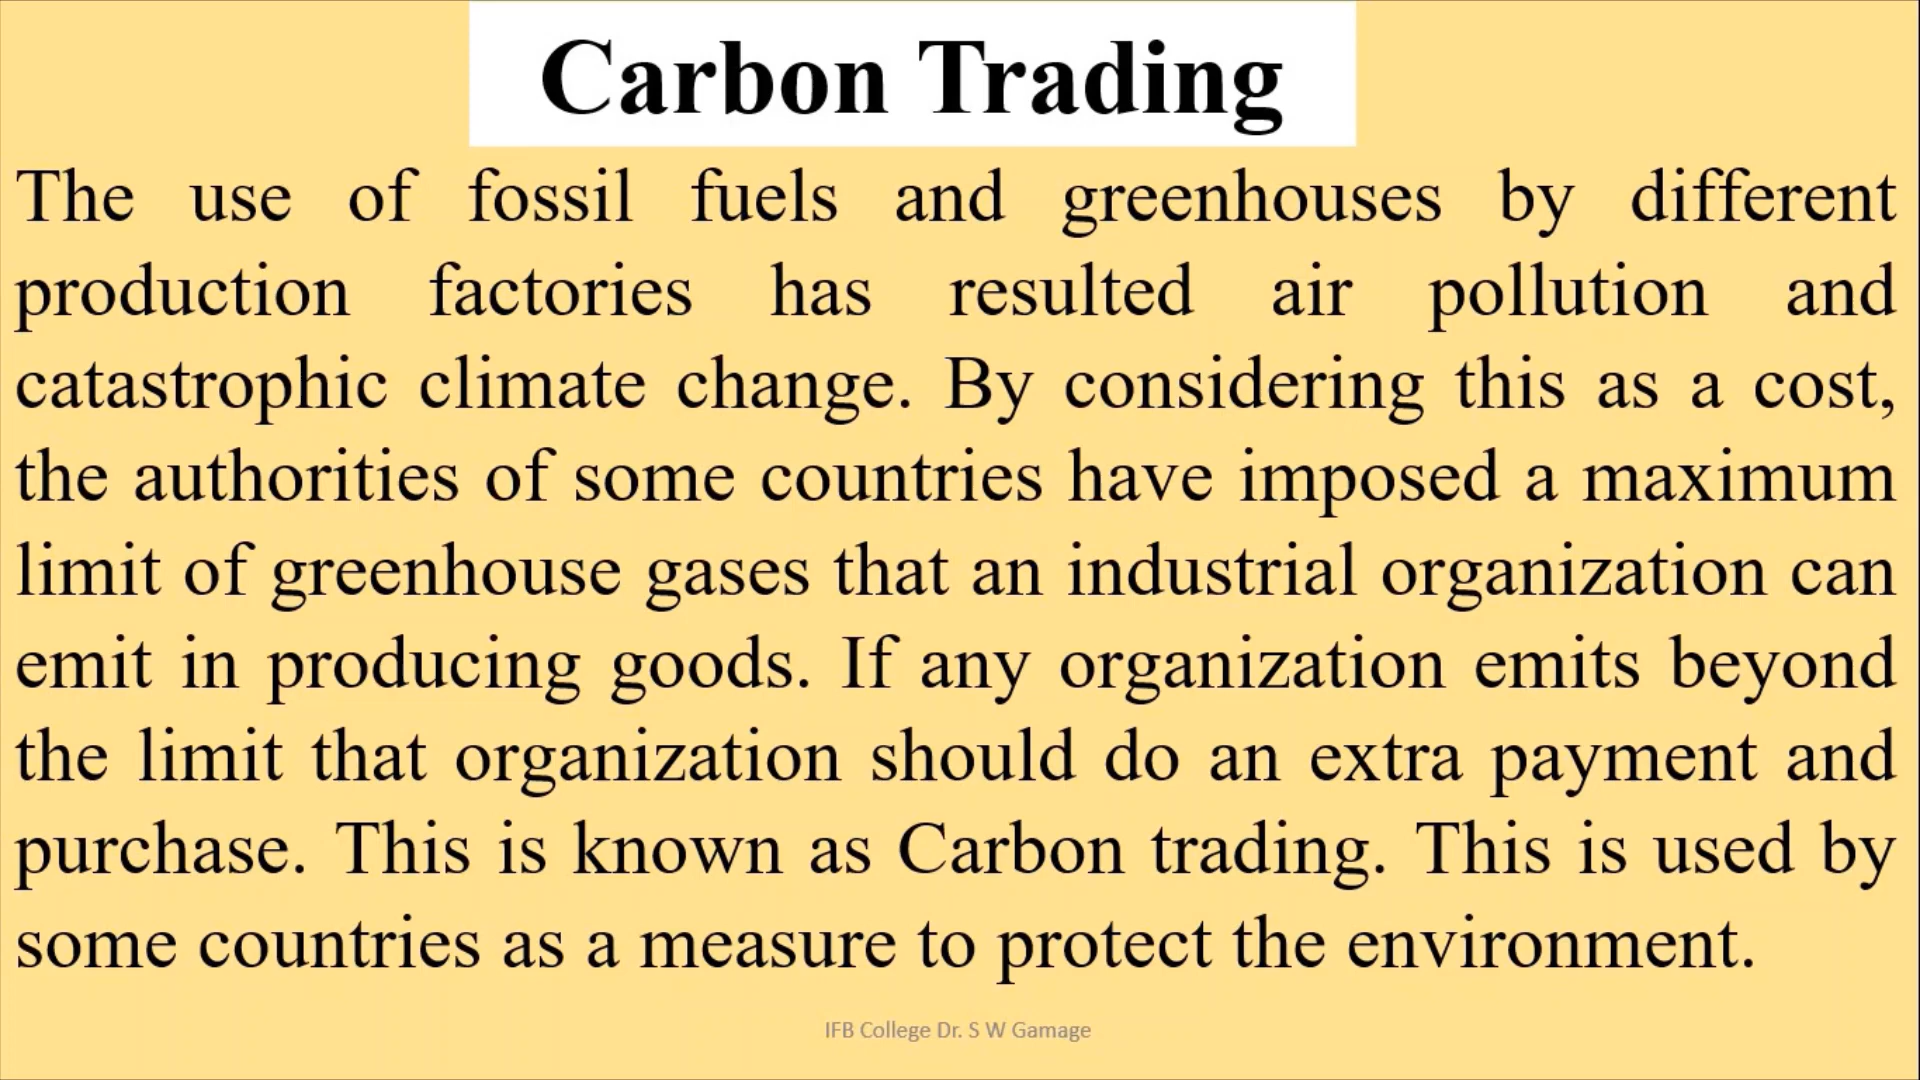 Carbon Trading
The use of fossil fuels and greenhouses by different
production factories has resulted air pollution and
catastrophic climate change. By considering this as a cost,
the authorities of some countries have imposed a maximum
limit of greenhouse gases that an industrial organization can
emit in producing goods. If any organization emits beyond
the limit that organization should do an extra payment and
purchase. This is known as Carbon trading. This is used by
some countries as a measure to protect the environment.
IFB College Dr. S W Gamage